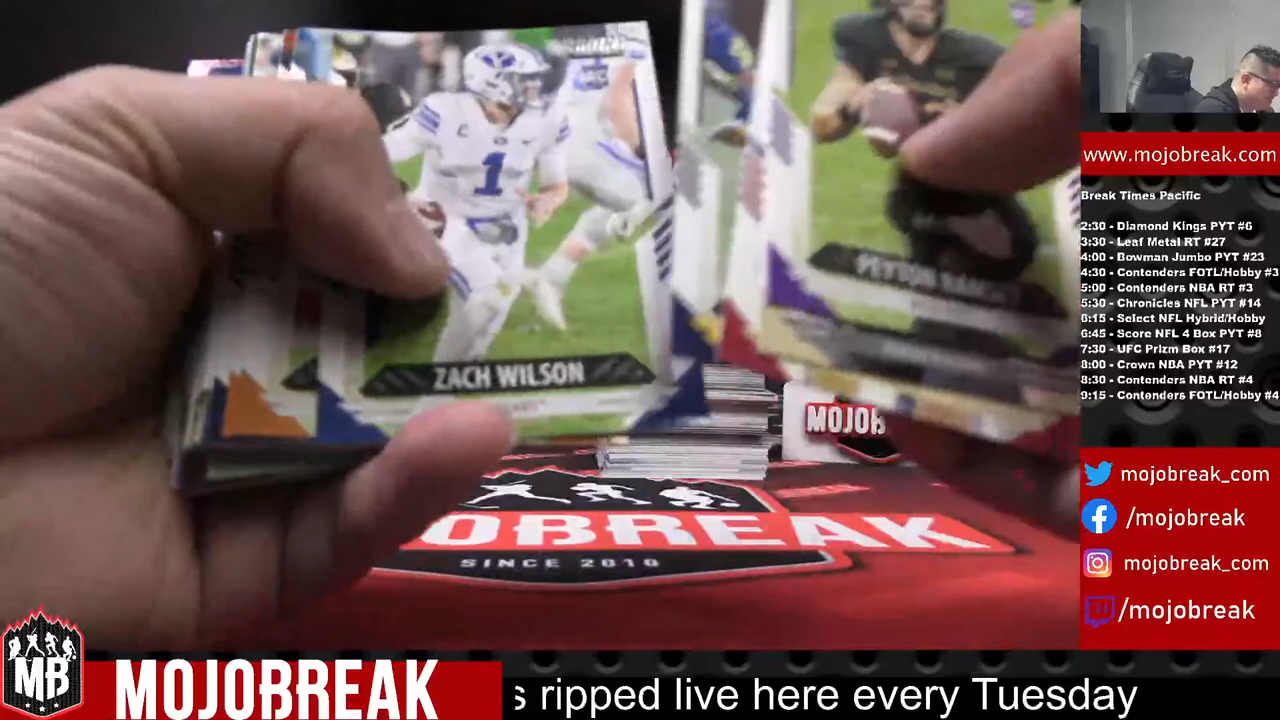 1
ZACH WILSON
PEYTON
MOJOB
OBREAK
SINCE 2010
www.mojobreak.com
Break Times Pacific
2:30 - Diamond Kings PYT #6
3:30 - Leaf Metal RT #27
4:00 - Bowman Jumbo PYT #23
4:30 - Contenders FOTL/Hobby #3
5:00 - Contenders NBA RT #3
5:30 - Chronicles NFL PYT #14
6:15 - Select NFL Hybrid/Hobby
6:45 - Score NFL 4 Box PYT #8
7:30 - UFC Prizm Box #17
8:00 - Crown NBA PYT #12
8:30 - Contenders NBA RT #4
9:15 - Contenders FOTL/Hobby #4
mojobreak_com
/mojobreak
mojobreak_com
/mojobreak
MB
MOJOBREAK
s ripped live here every Tuesday